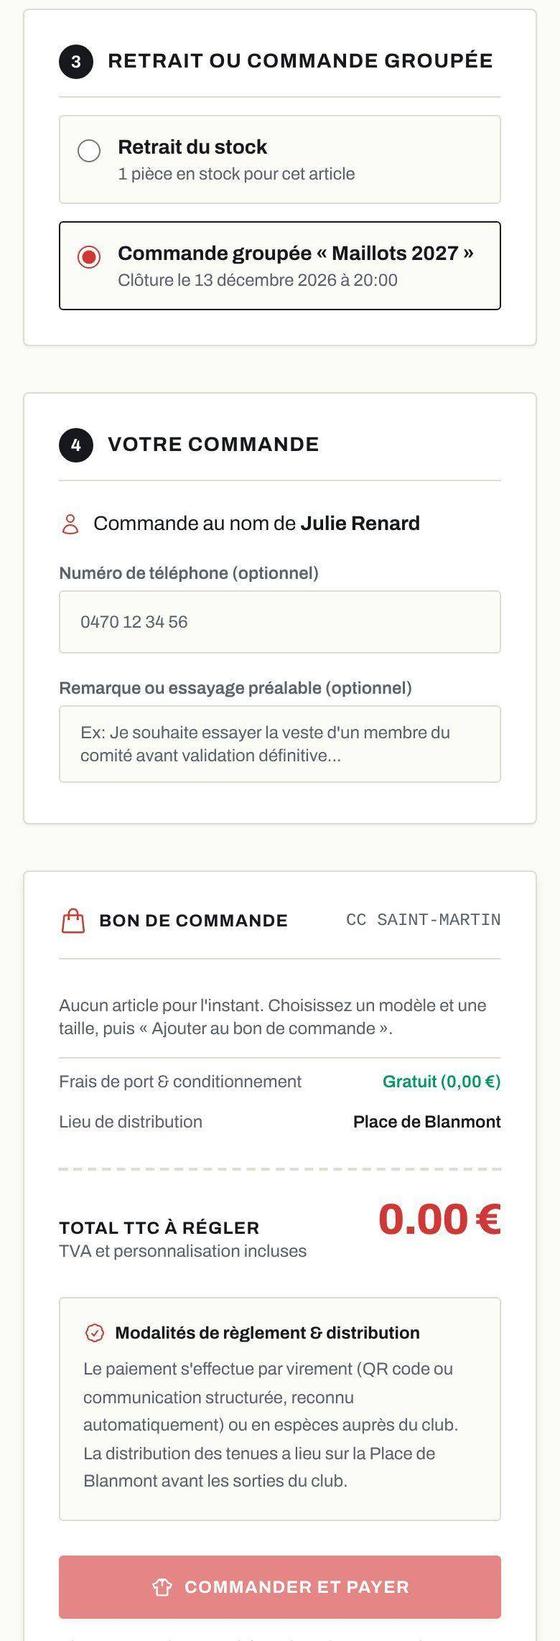 3 RETRAIT OU COMMANDE GROUPÉE
Retrait du stock
1 pièce en stock pour cet article
Commande groupée « Maillots 2027 »
Clôture le 13 décembre 2026 à 20:00
4 VOTRE COMMANDE
Commande au nom de Julie Renard
Numéro de téléphone (optionnel)
0470 12 34 56
Remarque ou essayage préalable (optionnel)
Ex: Je souhaite essayer la veste d'un membre du
comité avant validation définitive...
BON DE COMMANDE CC SAINT-MARTIN
Aucun article pour l'instant. Choisissez un modèle et une
taille, puis « Ajouter au bon de commande ».
Frais de port & conditionnement Gratuit (0,00 €)
Lieu de distribution Place de Blanmont
TOTAL TTC À RÉGLER 0.00 €
TVA et personnalisation incluses
Modalités de règlement & distribution
Le paiement s'effectue par virement (QR code ou
communication structurée, reconnu
automatiquement) ou en espèces auprès du club.
La distribution des tenues a lieu sur la Place de
Blanmont avant les sorties du club.
COMMANDER ET PAYER